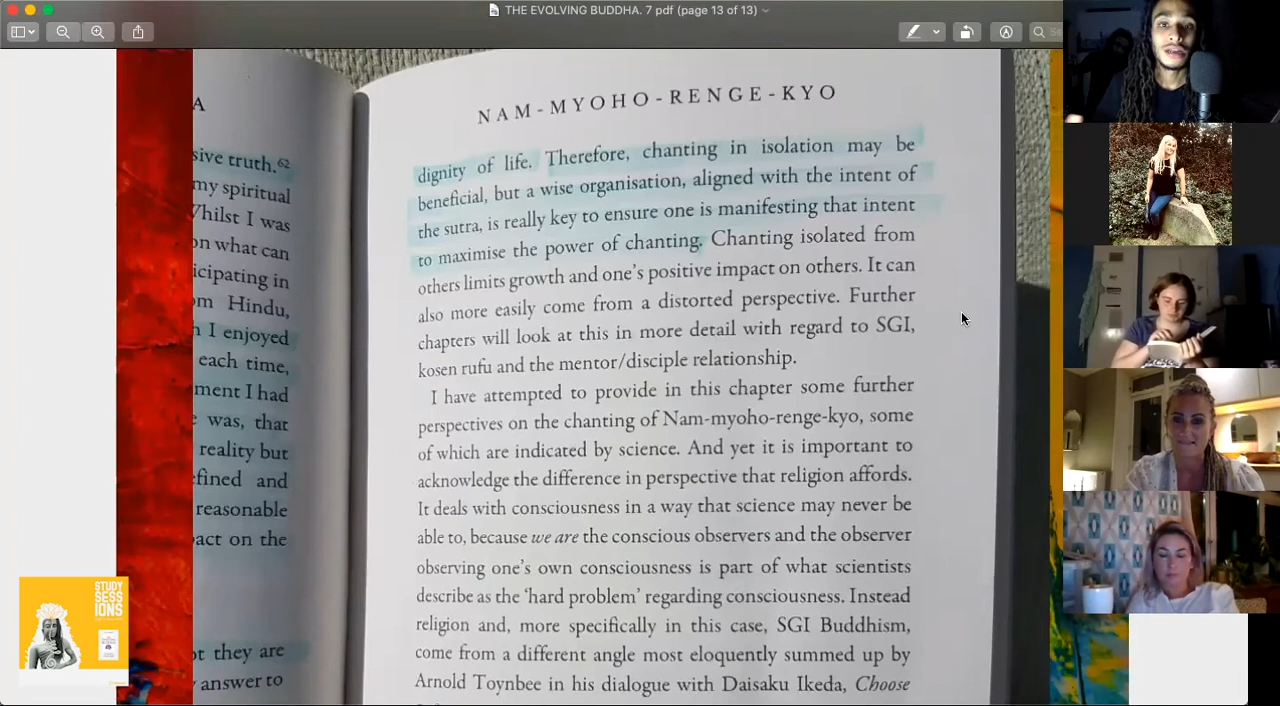 THE EVOLVING BUDDHA. 7 pdf (page 13 of 13)
A
sive truth.62
my spiritual
Whilst I was
on what can
icipating in
om Hindu,
h I enjoyed
each time,
ment I had
was, that
reality but
fined and
reasonable
act on the
they are
answer to
NAM-MYOHO-RENGE-KYO
dignity of life. Therefore, chanting in isolation may be
beneficial, but a wise organisation, aligned with the intent of
the sutra, is really key to ensure one is manifesting that intent
to maximise the power of chanting. Chanting isolated from
others limits growth and one's positive impact on others. It can
also more easily come from a distorted perspective. Further
chapters will look at this in more detail with regard to SGI,
kosen rufu and the mentor/disciple relationship.
I have attempted to provide in this chapter some further
perspectives on the chanting of Nam-myoho-renge-kyo, some
of which are indicated by science. And yet it is important to
acknowledge the difference in perspective that religion affords.
It deals with consciousness in a way that science may never be
able to, because we are the conscious observers and the observer
observing one's own consciousness is part of what scientists
describe as the 'hard problem' regarding consciousness. Instead
religion and, more specifically in this case, SGI Buddhism,
come from a different angle most eloquently summed up by
Arnold Toynbee in his dialogue with Daisaku Ikeda, Choose
STUDY
SESS
IONS